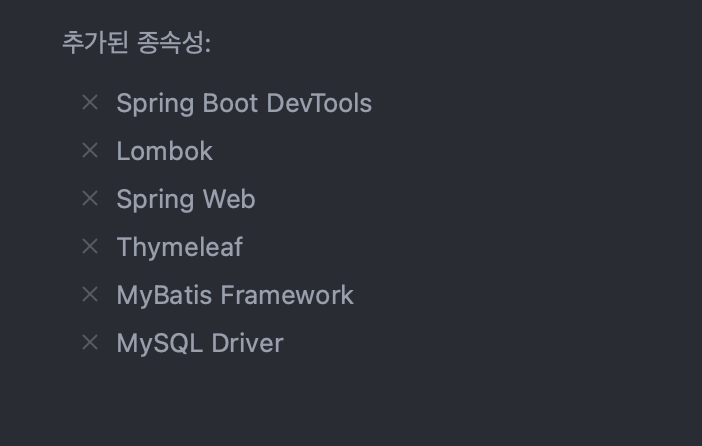 추가된 종속성:
Spring Boot DevTools
Lombok
Spring Web
Thymeleaf
MyBatis Framework
MySQL Driver